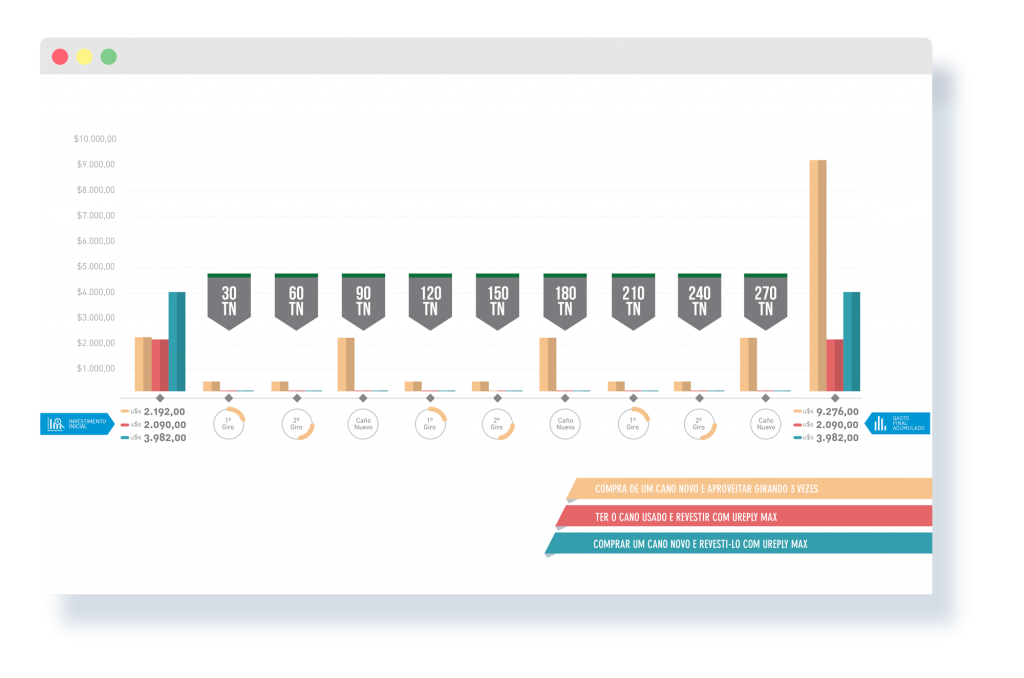 $10.000,00
$9.000,00
$8.000,00
$7.000,00
$6.000,00
$5.000,00
$4.000,00
$3.000,00
$2.000,00
$1.000,00
30 TN
60 TN
90 TN
120 TN
150 TN
180 TN
210 TN
240 TN
270 TN
INVESTIMENTO
INICIAL
u$s 2.192,00
u$s 2.090,00
u$s 3.982,00
1º
Giro
2º
Giro
Caño
Nuevo
1º
Giro
2º
Giro
Caño
Nuevo
1º
Giro
2º
Giro
Caño
Nuevo
u$s 9.276,00
u$s 2.090,00
u$s 3.982,00
GASTO
FINAL
ACUMULADO
COMPRA DE UM CANO NOVO E APROVEITAR GIRANDO 3 VEZES
TER O CANO USADO E REVESTIR COM UREPLY MAX
COMPRAR UM CANO NOVO E REVESTI-LO COM UREPLY MAX